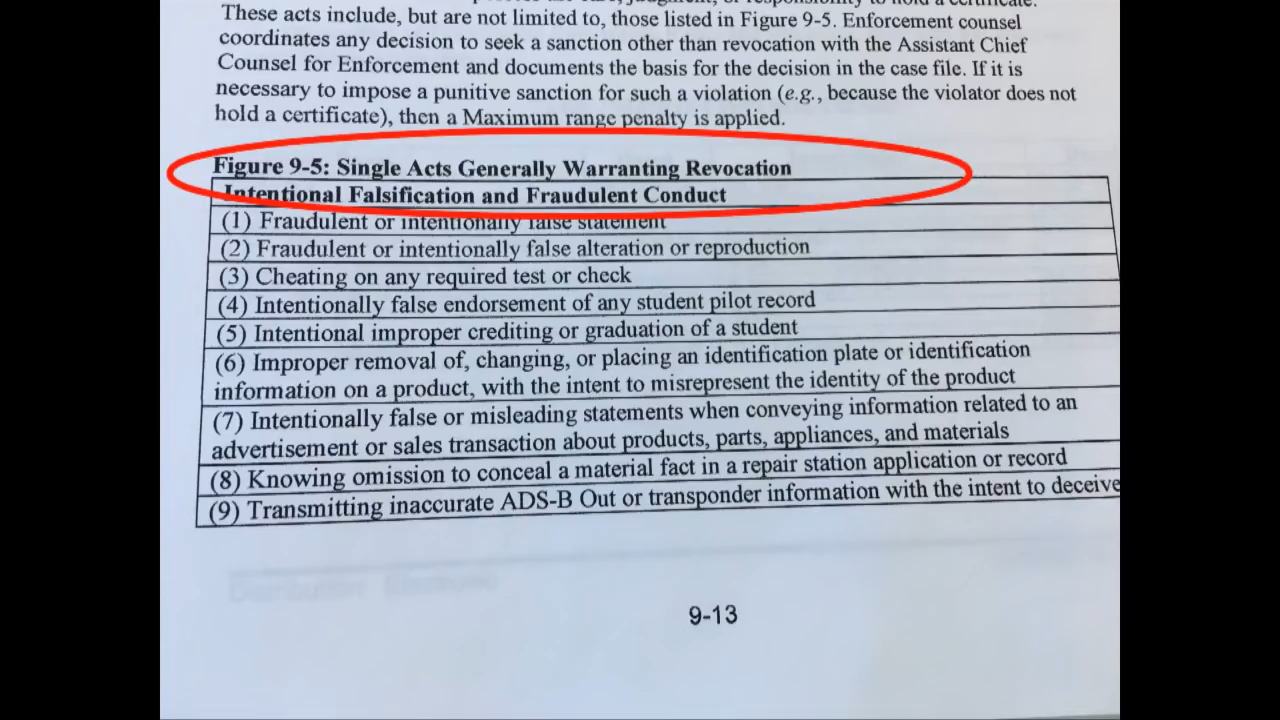 These acts include, but are not limited to, those listed in Figure 9-5. Enforcement counsel
coordinates any decision to seek a sanction other than revocation with the Assistant Chief
Counsel for Enforcement and documents the basis for the decision in the case file. If it is
necessary to impose a punitive sanction for such a violation (e.g., because the violator does not
hold a certificate), then a Maximum range penalty is applied.
Figure 9-5: Single Acts Generally Warranting Revocation
Intentional Falsification and Fraudulent Conduct
(1) Fraudulent or intentionally false statement
(2) Fraudulent or intentionally false alteration or reproduction
(3) Cheating on any required test or check
(4) Intentionally false endorsement of any student pilot record
(5) Intentional improper crediting or graduation of a student
(6) Improper removal of, changing, or placing an identification plate or identification
information on a product, with the intent to misrepresent the identity of the product
(7) Intentionally false or misleading statements when conveying information related to an
advertisement or sales transaction about products, parts, appliances, and materials
(8) Knowing omission to conceal a material fact in a repair station application or record
(9) Transmitting inaccurate ADS-B Out or transponder information with the intent to deceive
9-13